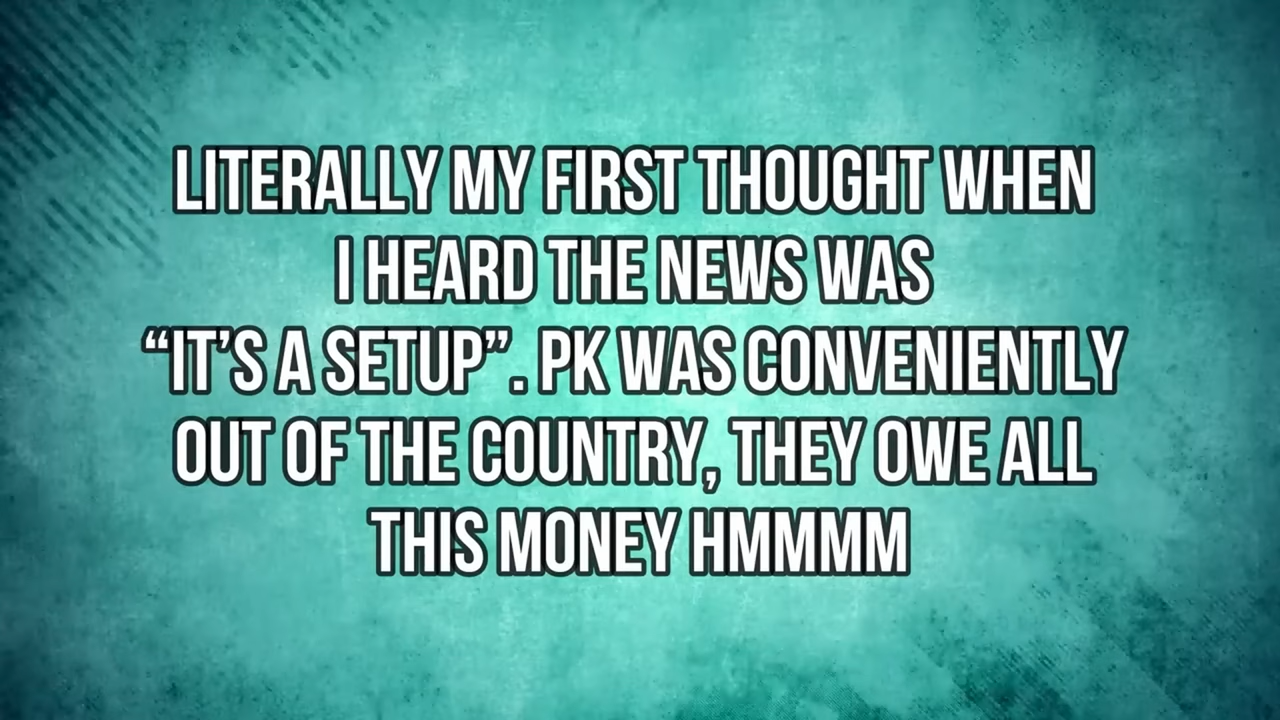 LITERALLY MY FIRST THOUGHT WHEN
I HEARD THE NEWS WAS
“IT’S A SETUP”. PK WAS CONVENIENTLY
OUT OF THE COUNTRY, THEY OWE ALL
THIS MONEY HMMMM